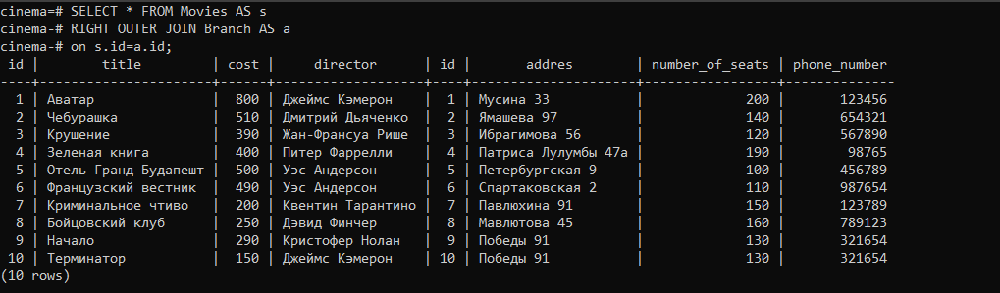 cinema=# SELECT * FROM Movies AS s
cinema-# RIGHT OUTER JOIN Branch AS a
cinema-# on s.id=a.id;
 id |        title         | cost |     director      | id |       addres       | number_of_seats | phone_number
----+----------------------+------+-------------------+----+--------------------+-----------------+--------------
  1 | Аватар               |  800 | Джеймс Кэмерон    |  1 | Мусина 33          |             200 |       123456
  2 | Чебурашка            |  510 | Дмитрий Дьяченко  |  2 | Ямашева 97         |             140 |       654321
  3 | Крушение             |  390 | Жан-Франсуа Рише  |  3 | Ибрагимова 56      |             120 |       567890
  4 | Зеленая книга        |  400 | Питер Фаррелли    |  4 | Патриса Лулумбы 47а |             190 |        98765
  5 | Отель Гранд Будапешт |  500 | Уэс Андерсон      |  5 | Петербургская 9    |             100 |       456789
  6 | Французский вестник  |  490 | Уэс Андерсон      |  6 | Спартаковская 2    |             110 |       987654
  7 | Криминальное чтиво   |  200 | Квентин Тарантино |  7 | Павлюхина 91       |             150 |       123789
  8 | Бойцовский клуб      |  250 | Дэвид Финчер      |  8 | Мавлютова 45       |             160 |       789123
  9 | Начало               |  290 | Кристофер Нолан   |  9 | Победы 91          |             130 |       321654
 10 | Терминатор           |  150 | Джеймс Кэмерон    | 10 | Победы 91          |             130 |       321654
(10 rows)